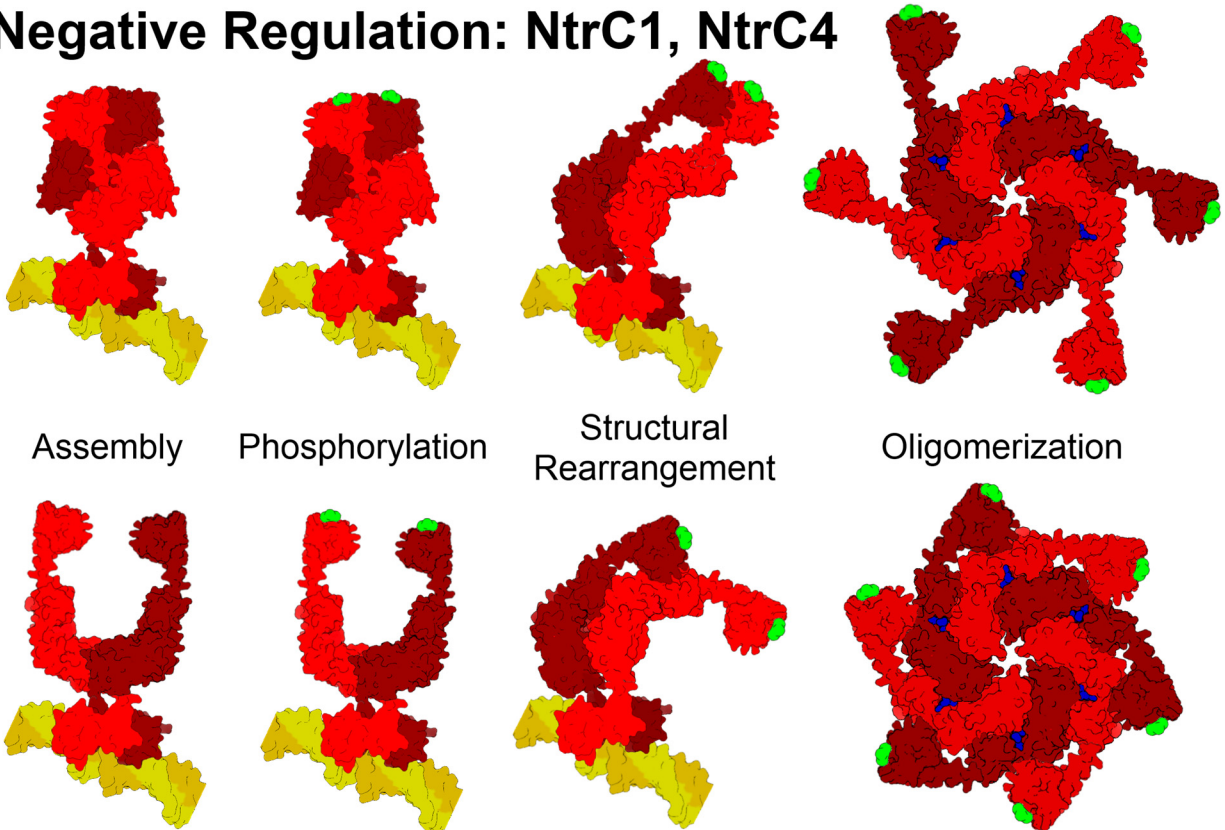 Negative Regulation: NtrC1, NtrC4
Assembly
Phosphorylation
Structural
Rearrangement
Oligomerization